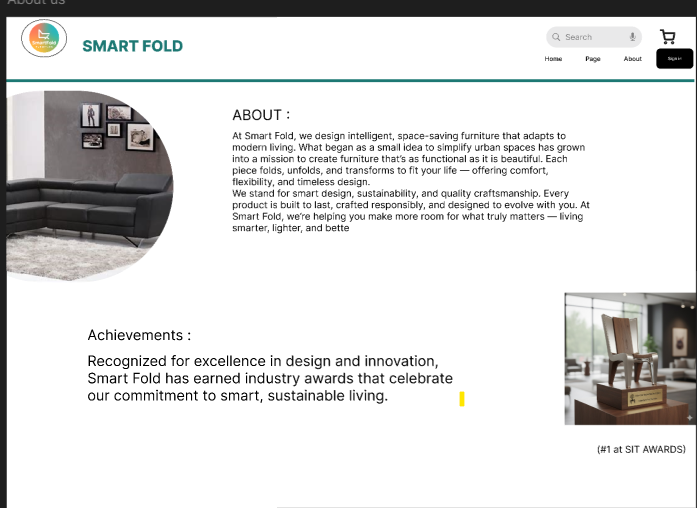 About us
SmartFold
SMART FOLD
Search
Home
Page
About
Sign in
ABOUT :
At Smart Fold, we design intelligent, space-saving furniture that adapts to
modern living. What began as a small idea to simplify urban spaces has grown
into a mission to create furniture that's as functional as it is beautiful. Each
piece folds, unfolds, and transforms to fit your life — offering comfort,
flexibility, and timeless design.
We stand for smart design, sustainability, and quality craftsmanship. Every
product is built to last, crafted responsibly, and designed to evolve with you. At
Smart Fold, we're helping you make more room for what truly matters — living
smarter, lighter, and bette
Achievements :
Recognized for excellence in design and innovation,
Smart Fold has earned industry awards that celebrate
our commitment to smart, sustainable living.
(#1 at SIT AWARDS)